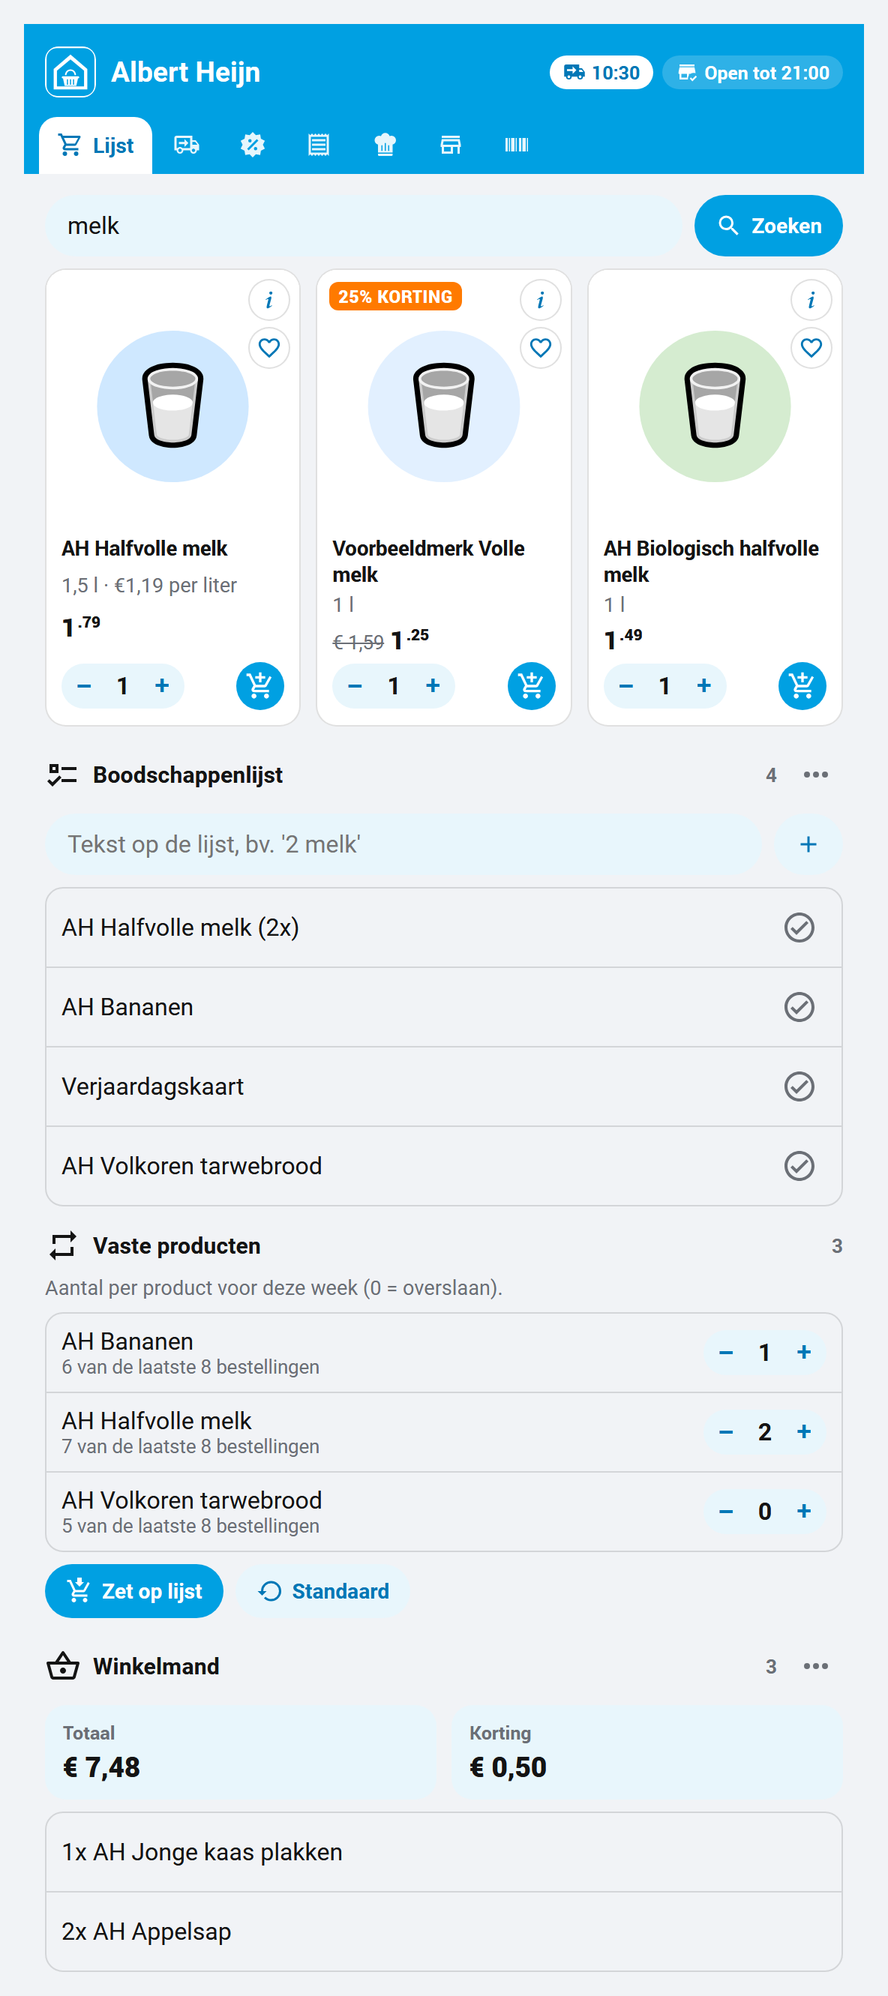 Albert Heijn
10:30
Open tot 21:00
Lijst
melk
Zoeken
i
25% KORTING
i
i
AH Halfvolle melk
1,5 l · €1,19 per liter
1.79
− 1 +
Voorbeeldmerk Volle
melk
1 l
€ 1,59 1.25
− 1 +
AH Biologisch halfvolle
melk
1 l
1.49
− 1 +
Boodschappenlijst
4
Tekst op de lijst, bv. '2 melk'
+
AH Halfvolle melk (2x)
AH Bananen
Verjaardagskaart
AH Volkoren tarwebrood
Vaste producten
3
Aantal per product voor deze week (0 = overslaan).
AH Bananen
6 van de laatste 8 bestellingen
− 1 +
AH Halfvolle melk
7 van de laatste 8 bestellingen
− 2 +
AH Volkoren tarwebrood
5 van de laatste 8 bestellingen
− 0 +
Zet op lijst
Standaard
Winkelmand
3
Totaal
€ 7,48
Korting
€ 0,50
1x AH Jonge kaas plakken
2x AH Appelsap